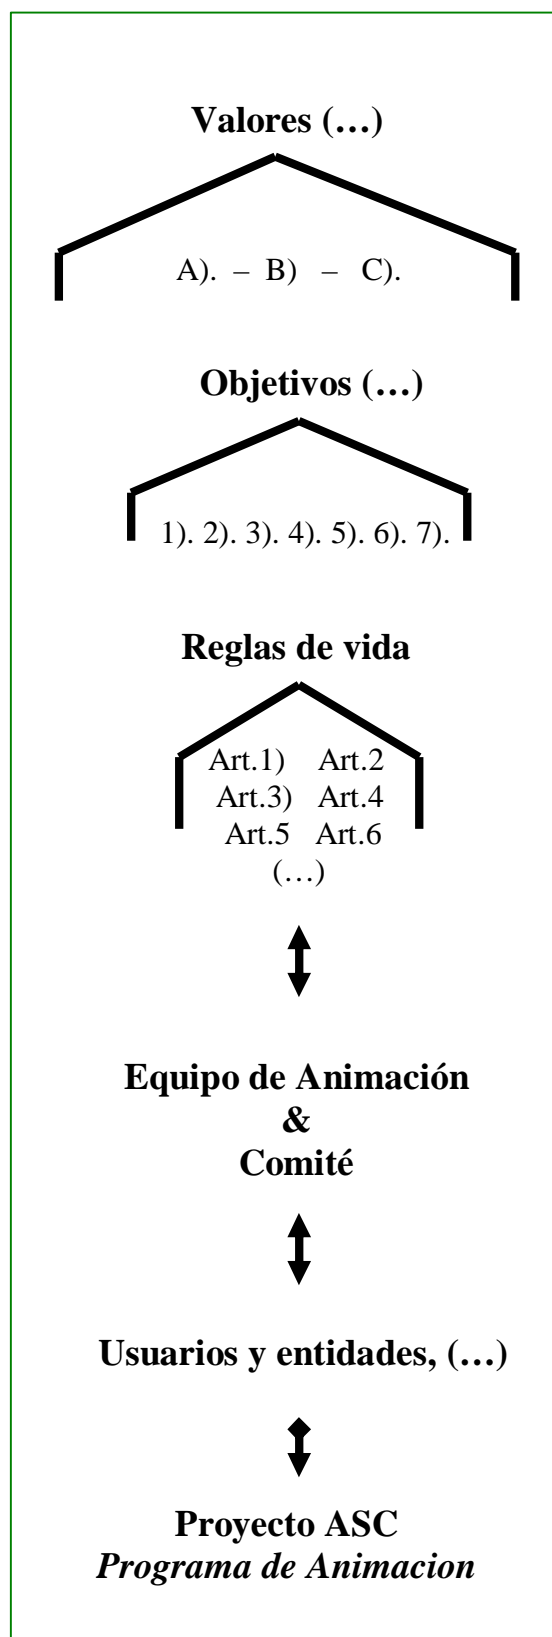 Valores (…)
A). – B) – C).
Objetivos (…)
1). 2). 3). 4). 5). 6). 7).
Reglas de vida
Art.1) Art.2
Art.3) Art.4
Art.5 Art.6
(…)
Equipo de Animación
&
Comité
Usuarios y entidades, (…)
Proyecto ASC
Programa de Animacion